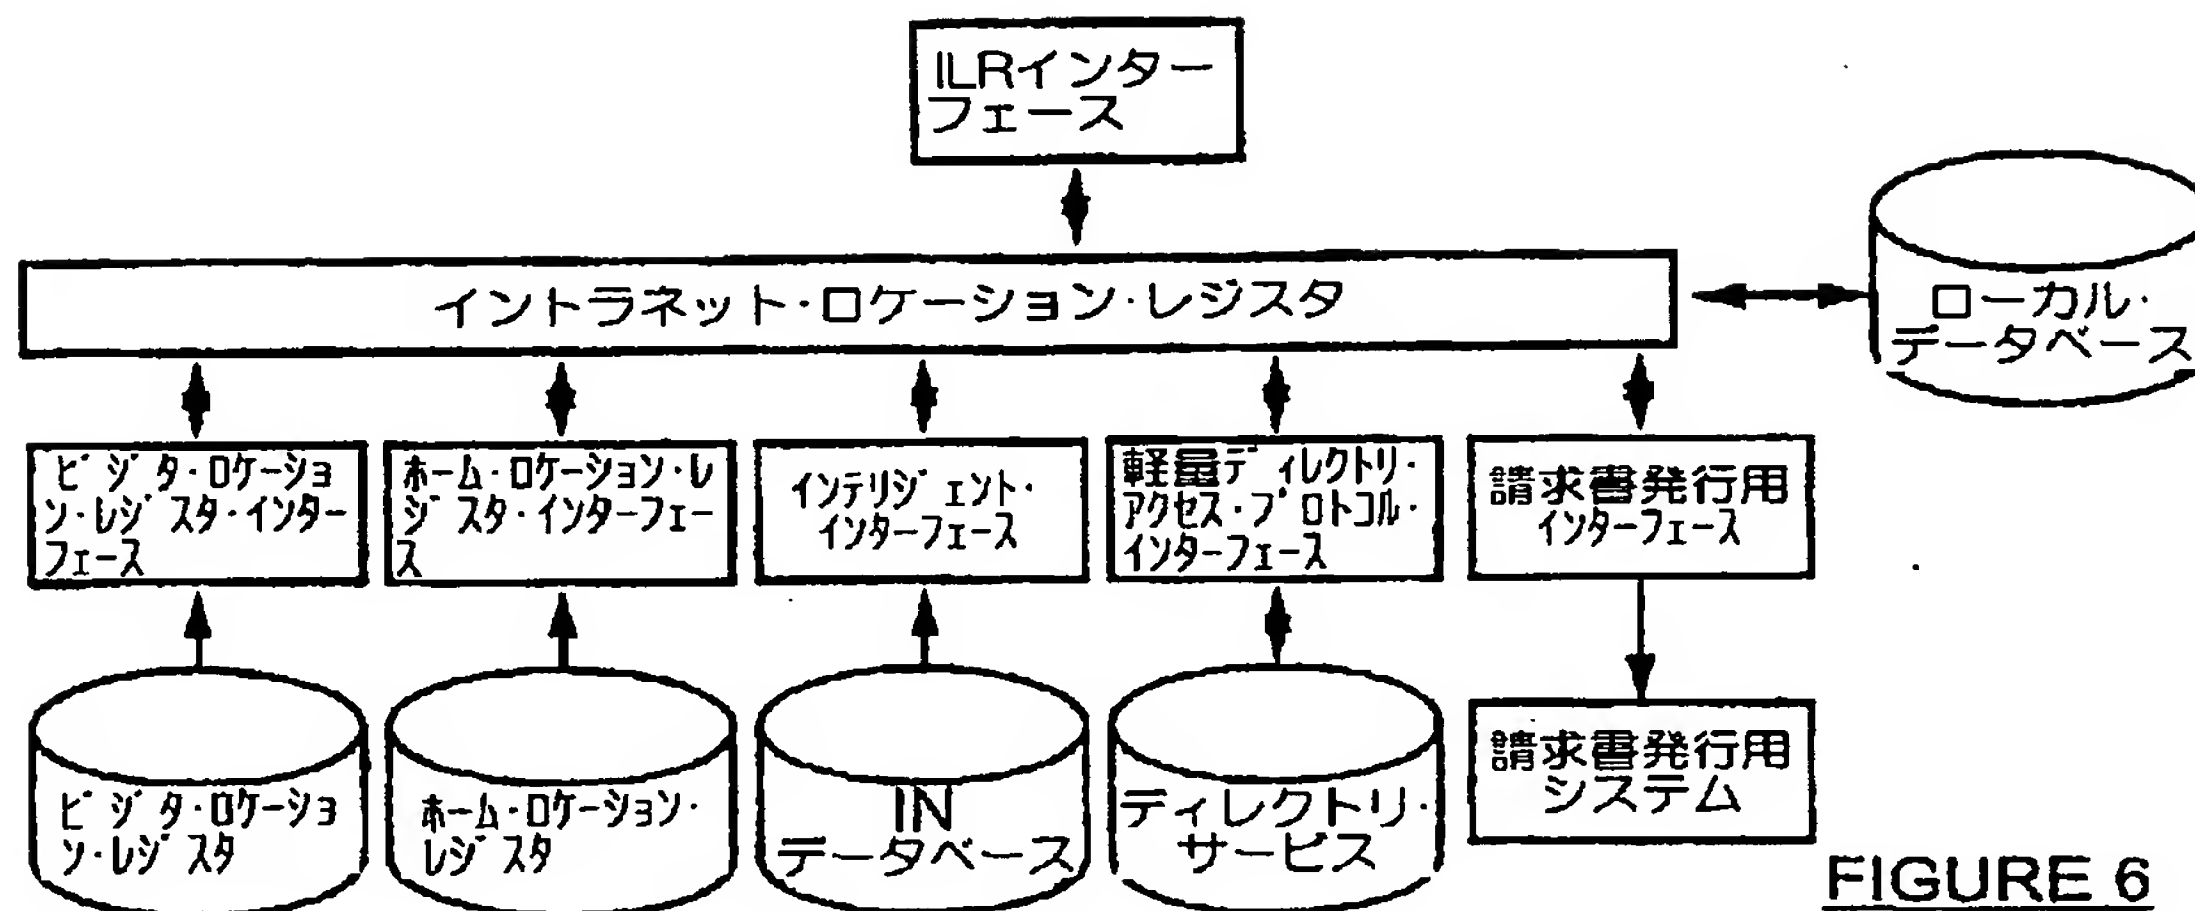 ILRインター
フェース
イントラネット・ロケーション・レジスタ
ローカル・
データベース
ビジタ・ロケーショ
ン・レジスタ・インター
フェース
ホーム・ロケーション・レ
ジスタ・インターフェー
ス
インテリジェント・
インターフェース
軽量ディレクトリ・
アクセス・プロトコル・
インターフェース
請求書発行用
インターフェース
ビジタ・ロケーショ
ン・レジスタ
ホーム・ロケーション・
レジスタ
IN
データベース
ディレクトリ・
サービス
請求書発行用
システム
FIGURE 6